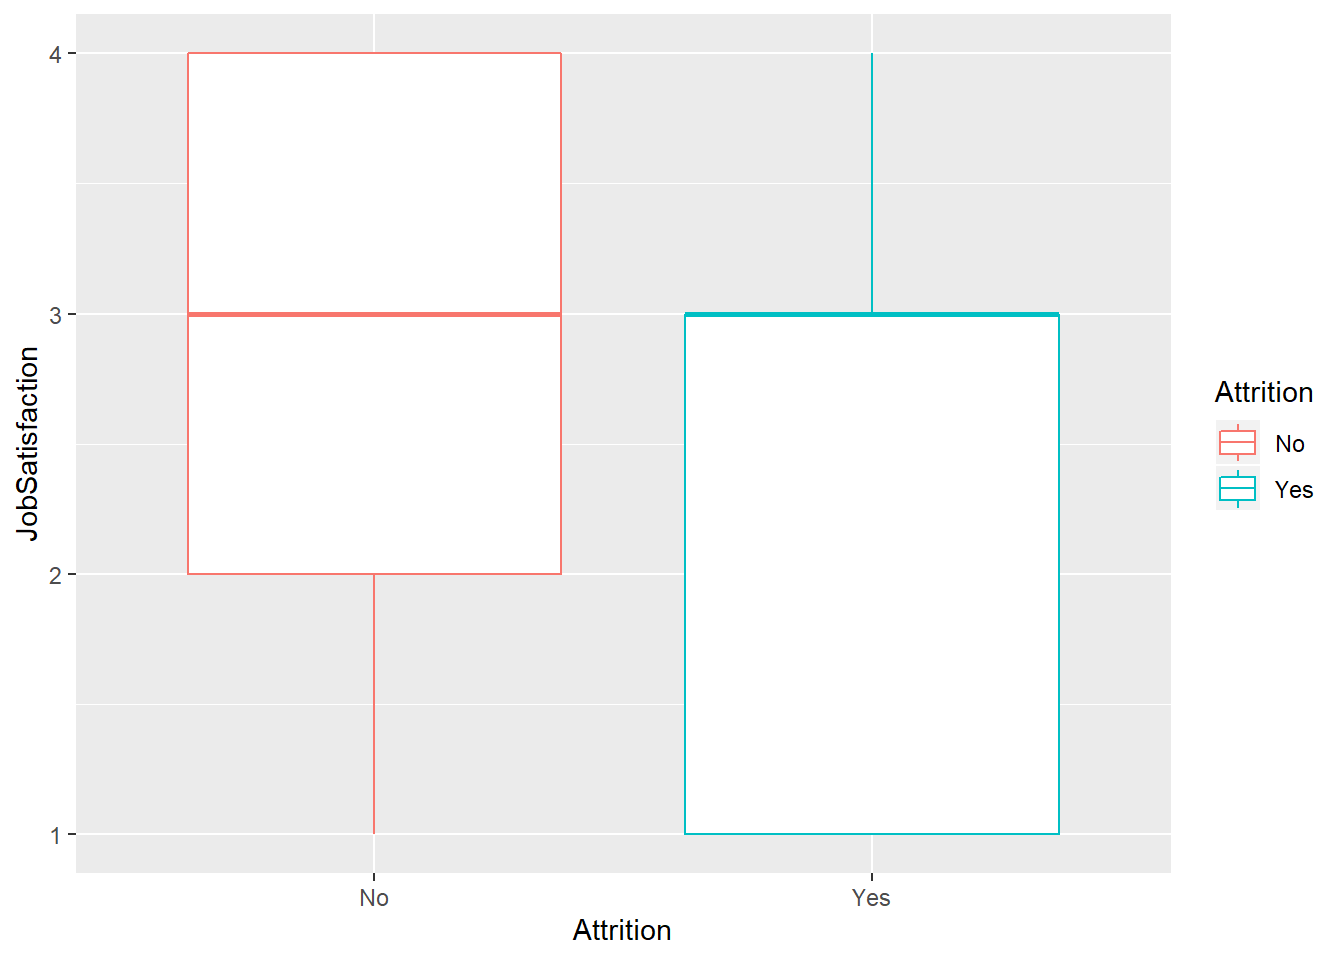 4
3
2
1
JobSatisfaction
No
Yes
Attrition
Attrition
No
Yes